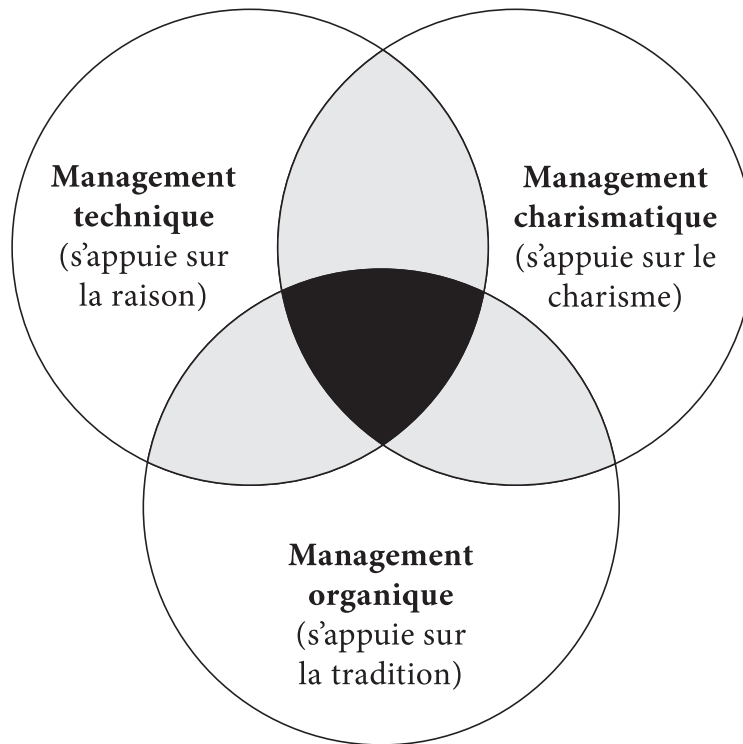 Management
technique
(s’appuie sur
la raison)
Management
charismatique
(s’appuie sur le
charisme)
Management
organique
(s’appuie sur
la tradition)